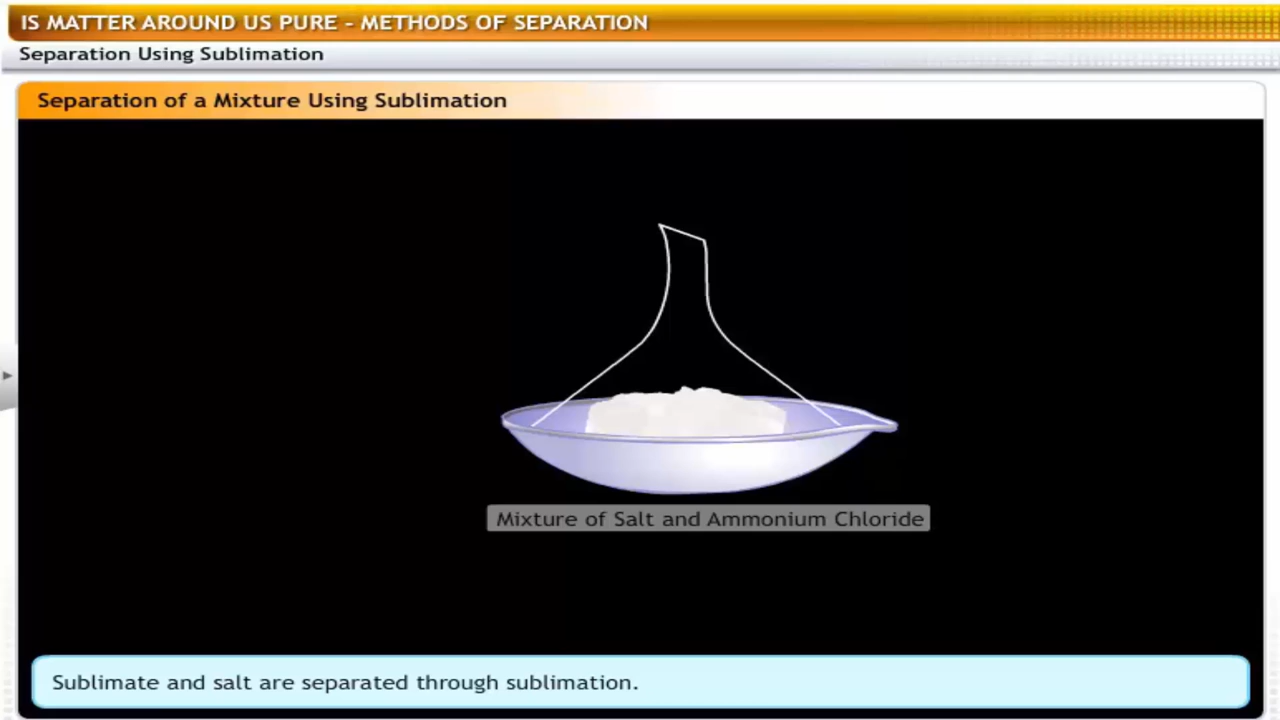 IS MATTER AROUND US PURE - METHODS OF SEPARATION
Separation Using Sublimation
Separation of a Mixture Using Sublimation
Mixture of Salt and Ammonium Chloride
Sublimate and salt are separated through sublimation.